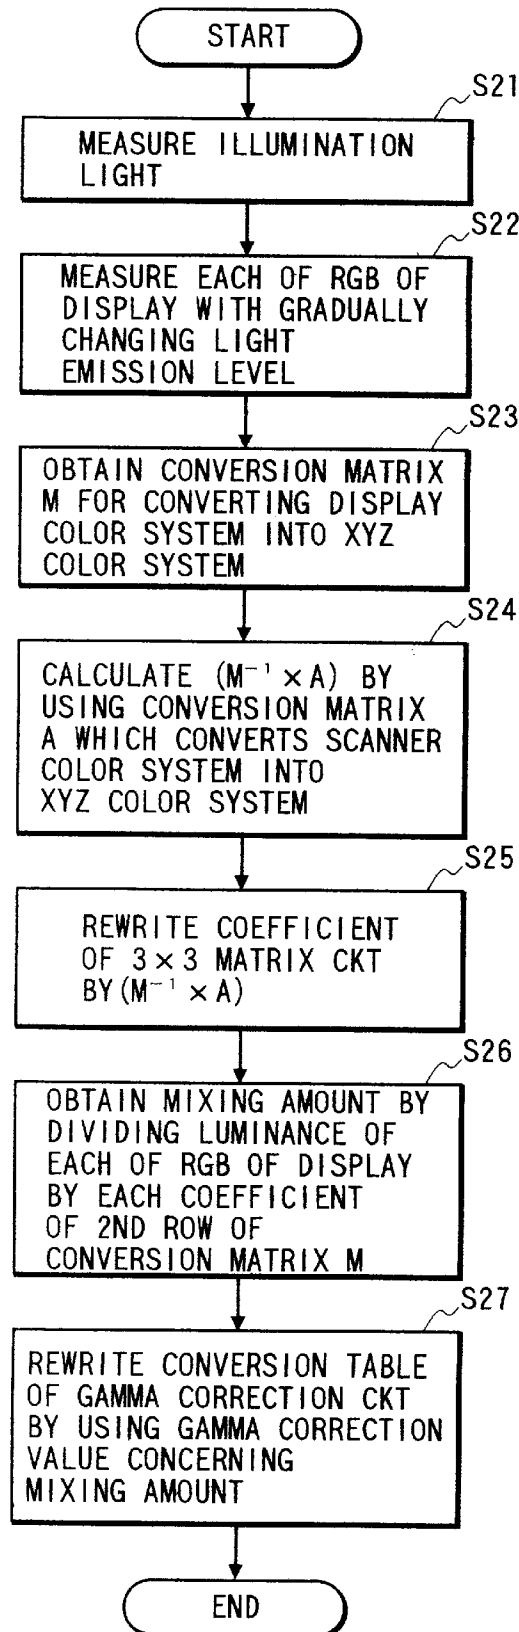 START
S21
MEASURE ILLUMINATION
LIGHT
S22
MEASURE EACH OF RGB OF
DISPLAY WITH GRADUALLY
CHANGING LIGHT
EMISSION LEVEL
S23
OBTAIN CONVERSION MATRIX
M FOR CONVERTING DISPLAY
COLOR SYSTEM INTO XYZ
COLOR SYSTEM
S24
CALCULATE (M⁻¹ × A) BY
USING CONVERSION MATRIX
A WHICH CONVERTS SCANNER
COLOR SYSTEM INTO
XYZ COLOR SYSTEM
S25
REWRITE COEFFICIENT
OF 3 × 3 MATRIX CKT
BY (M⁻¹ × A)
S26
OBTAIN MIXING AMOUNT BY
DIVIDING LUMINANCE OF
EACH OF RGB OF DISPLAY
BY EACH COEFFICIENT
OF 2ND ROW OF
CONVERSION MATRIX M
S27
REWRITE CONVERSION TABLE
OF GAMMA CORRECTION CKT
BY USING GAMMA CORRECTION
VALUE CONCERNING
MIXING AMOUNT
END